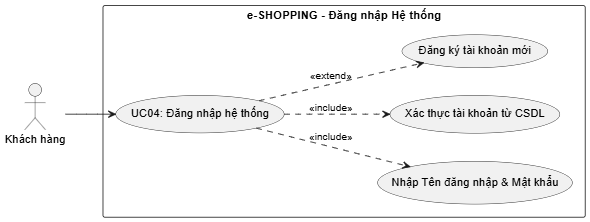 e-SHOPPING - Đăng nhập Hệ thống
Đăng ký tài khoản mới
«extend»
Khách hàng
UC04: Đăng nhập hệ thống
«include»
Xác thực tài khoản từ CSDL
«include»
Nhập Tên đăng nhập & Mật khẩu